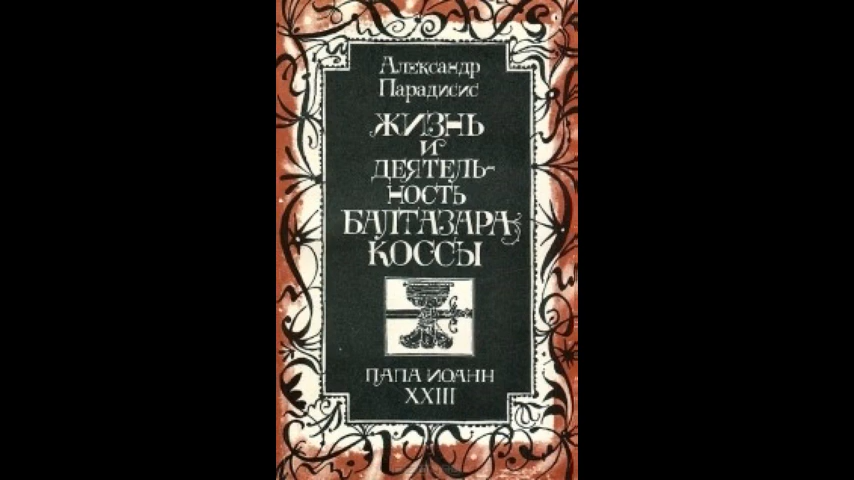 Александр
Парадисис
ЖИЗНЬ
И
ДЕЯТЕЛЬ-
НОСТЬ
БАЛТАЗАРА
КОССЫ
ПАПА ИОАНН
XXIII